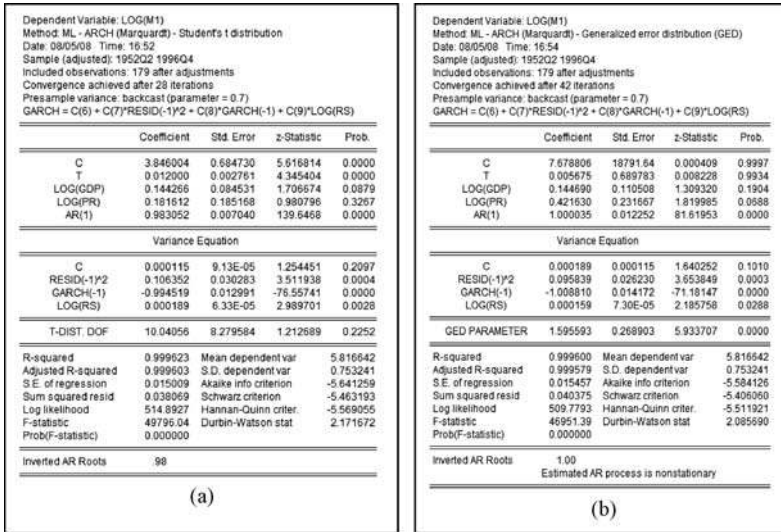 Dependent Variable: LOG(M1)
Method: ML - ARCH (Marquardt) - Student's t distribution
Date: 08/05/08 Time: 16:52
Sample (adjusted): 1952Q2 1996Q4
Included observations: 179 after adjustments
Convergence achieved after 28 iterations
Presample variance: backcast (parameter = 0.7)
GARCH = C(6) + C(7)*RESID(-1)^2 + C(8)*GARCH(-1) + C(9)*LOG(RS)
Coefficient Std. Error z-Statistic Prob.
C 3.846004 0.684730 5.616814 0.0000
T 0.012000 0.002761 4.345404 0.0000
LOG(GDP) 0.144266 0.084531 1.706674 0.0879
LOG(PR) 0.181612 0.185168 0.980796 0.3267
AR(1) 0.983052 0.007040 139.6468 0.0000
Variance Equation
C 0.000115 9.13E-05 1.254451 0.2097
RESID(-1)^2 0.106352 0.030283 3.511938 0.0004
GARCH(-1) -0.994519 0.012991 -76.55741 0.0000
LOG(RS) 0.000189 6.33E-05 2.989701 0.0028
T-DIST. DOF 10.04056 8.279584 1.212689 0.2252
R-squared 0.999623 Mean dependent var 5.816642
Adjusted R-squared 0.999603 S.D. dependent var 0.753241
S.E. of regression 0.015009 Akaike info criterion -5.641259
Sum squared resid 0.038069 Schwarz criterion -5.463193
Log likelihood 514.8927 Hannan-Quinn criter. -5.569055
F-statistic 49796.04 Durbin-Watson stat 2.171672
Prob(F-statistic) 0.000000
Inverted AR Roots .98
(a)
Dependent Variable: LOG(M1)
Method: ML - ARCH (Marquardt) - Generalized error distribution (GED)
Date: 08/05/08 Time: 16:54
Sample (adjusted): 1952Q2 1996Q4
Included observations: 179 after adjustments
Convergence achieved after 42 iterations
Presample variance: backcast (parameter = 0.7)
GARCH = C(6) + C(7)*RESID(-1)^2 + C(8)*GARCH(-1) + C(9)*LOG(RS)
Coefficient Std. Error z-Statistic Prob.
C 7.678806 18791.64 0.000409 0.9997
T 0.005675 0.689783 0.008228 0.9934
LOG(GDP) 0.144690 0.110508 1.309320 0.1904
LOG(PR) 0.421630 0.231667 1.819985 0.0688
AR(1) 1.000035 0.012252 81.61953 0.0000
Variance Equation
C 0.000189 0.000115 1.640252 0.1010
RESID(-1)^2 0.095839 0.026230 3.653849 0.0003
GARCH(-1) -1.008810 0.014172 -71.18147 0.0000
LOG(RS) 0.000159 7.30E-05 2.185758 0.0288
GED PARAMETER 1.595593 0.268903 5.933707 0.0000
R-squared 0.999600 Mean dependent var 5.816642
Adjusted R-squared 0.999579 S.D. dependent var 0.753241
S.E. of regression 0.015457 Akaike info criterion -5.584126
Sum squared resid 0.040375 Schwarz criterion -5.406060
Log likelihood 509.7793 Hannan-Quinn criter. -5.511921
F-statistic 46951.39 Durbin-Watson stat 2.085690
Prob(F-statistic) 0.000000
Inverted AR Roots 1.00
Estimated AR process is nonstationary
(b)